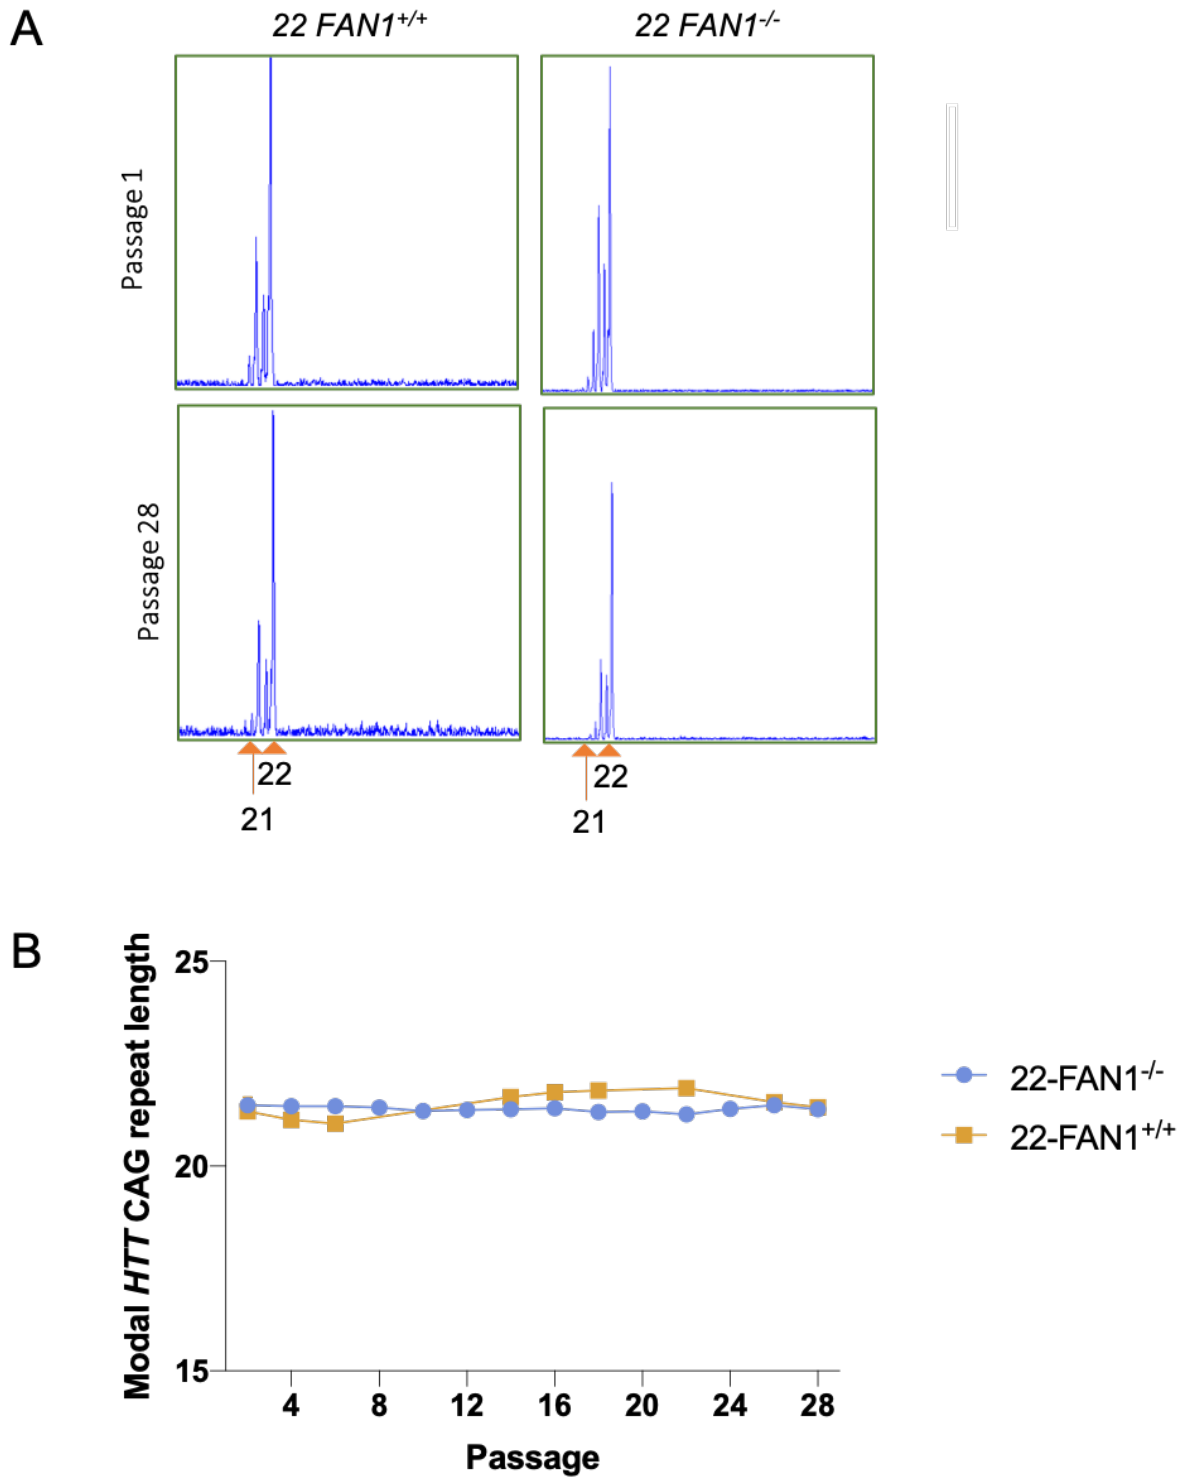 A
22 FAN1+/+
22 FAN1-/-
Passage 1
Passage 28
22
21
22
21
B
Modal HTT CAG repeat length
25
20
15
4 8 12 16 20 24 28
Passage
22-FAN1-/-
22-FAN1+/+